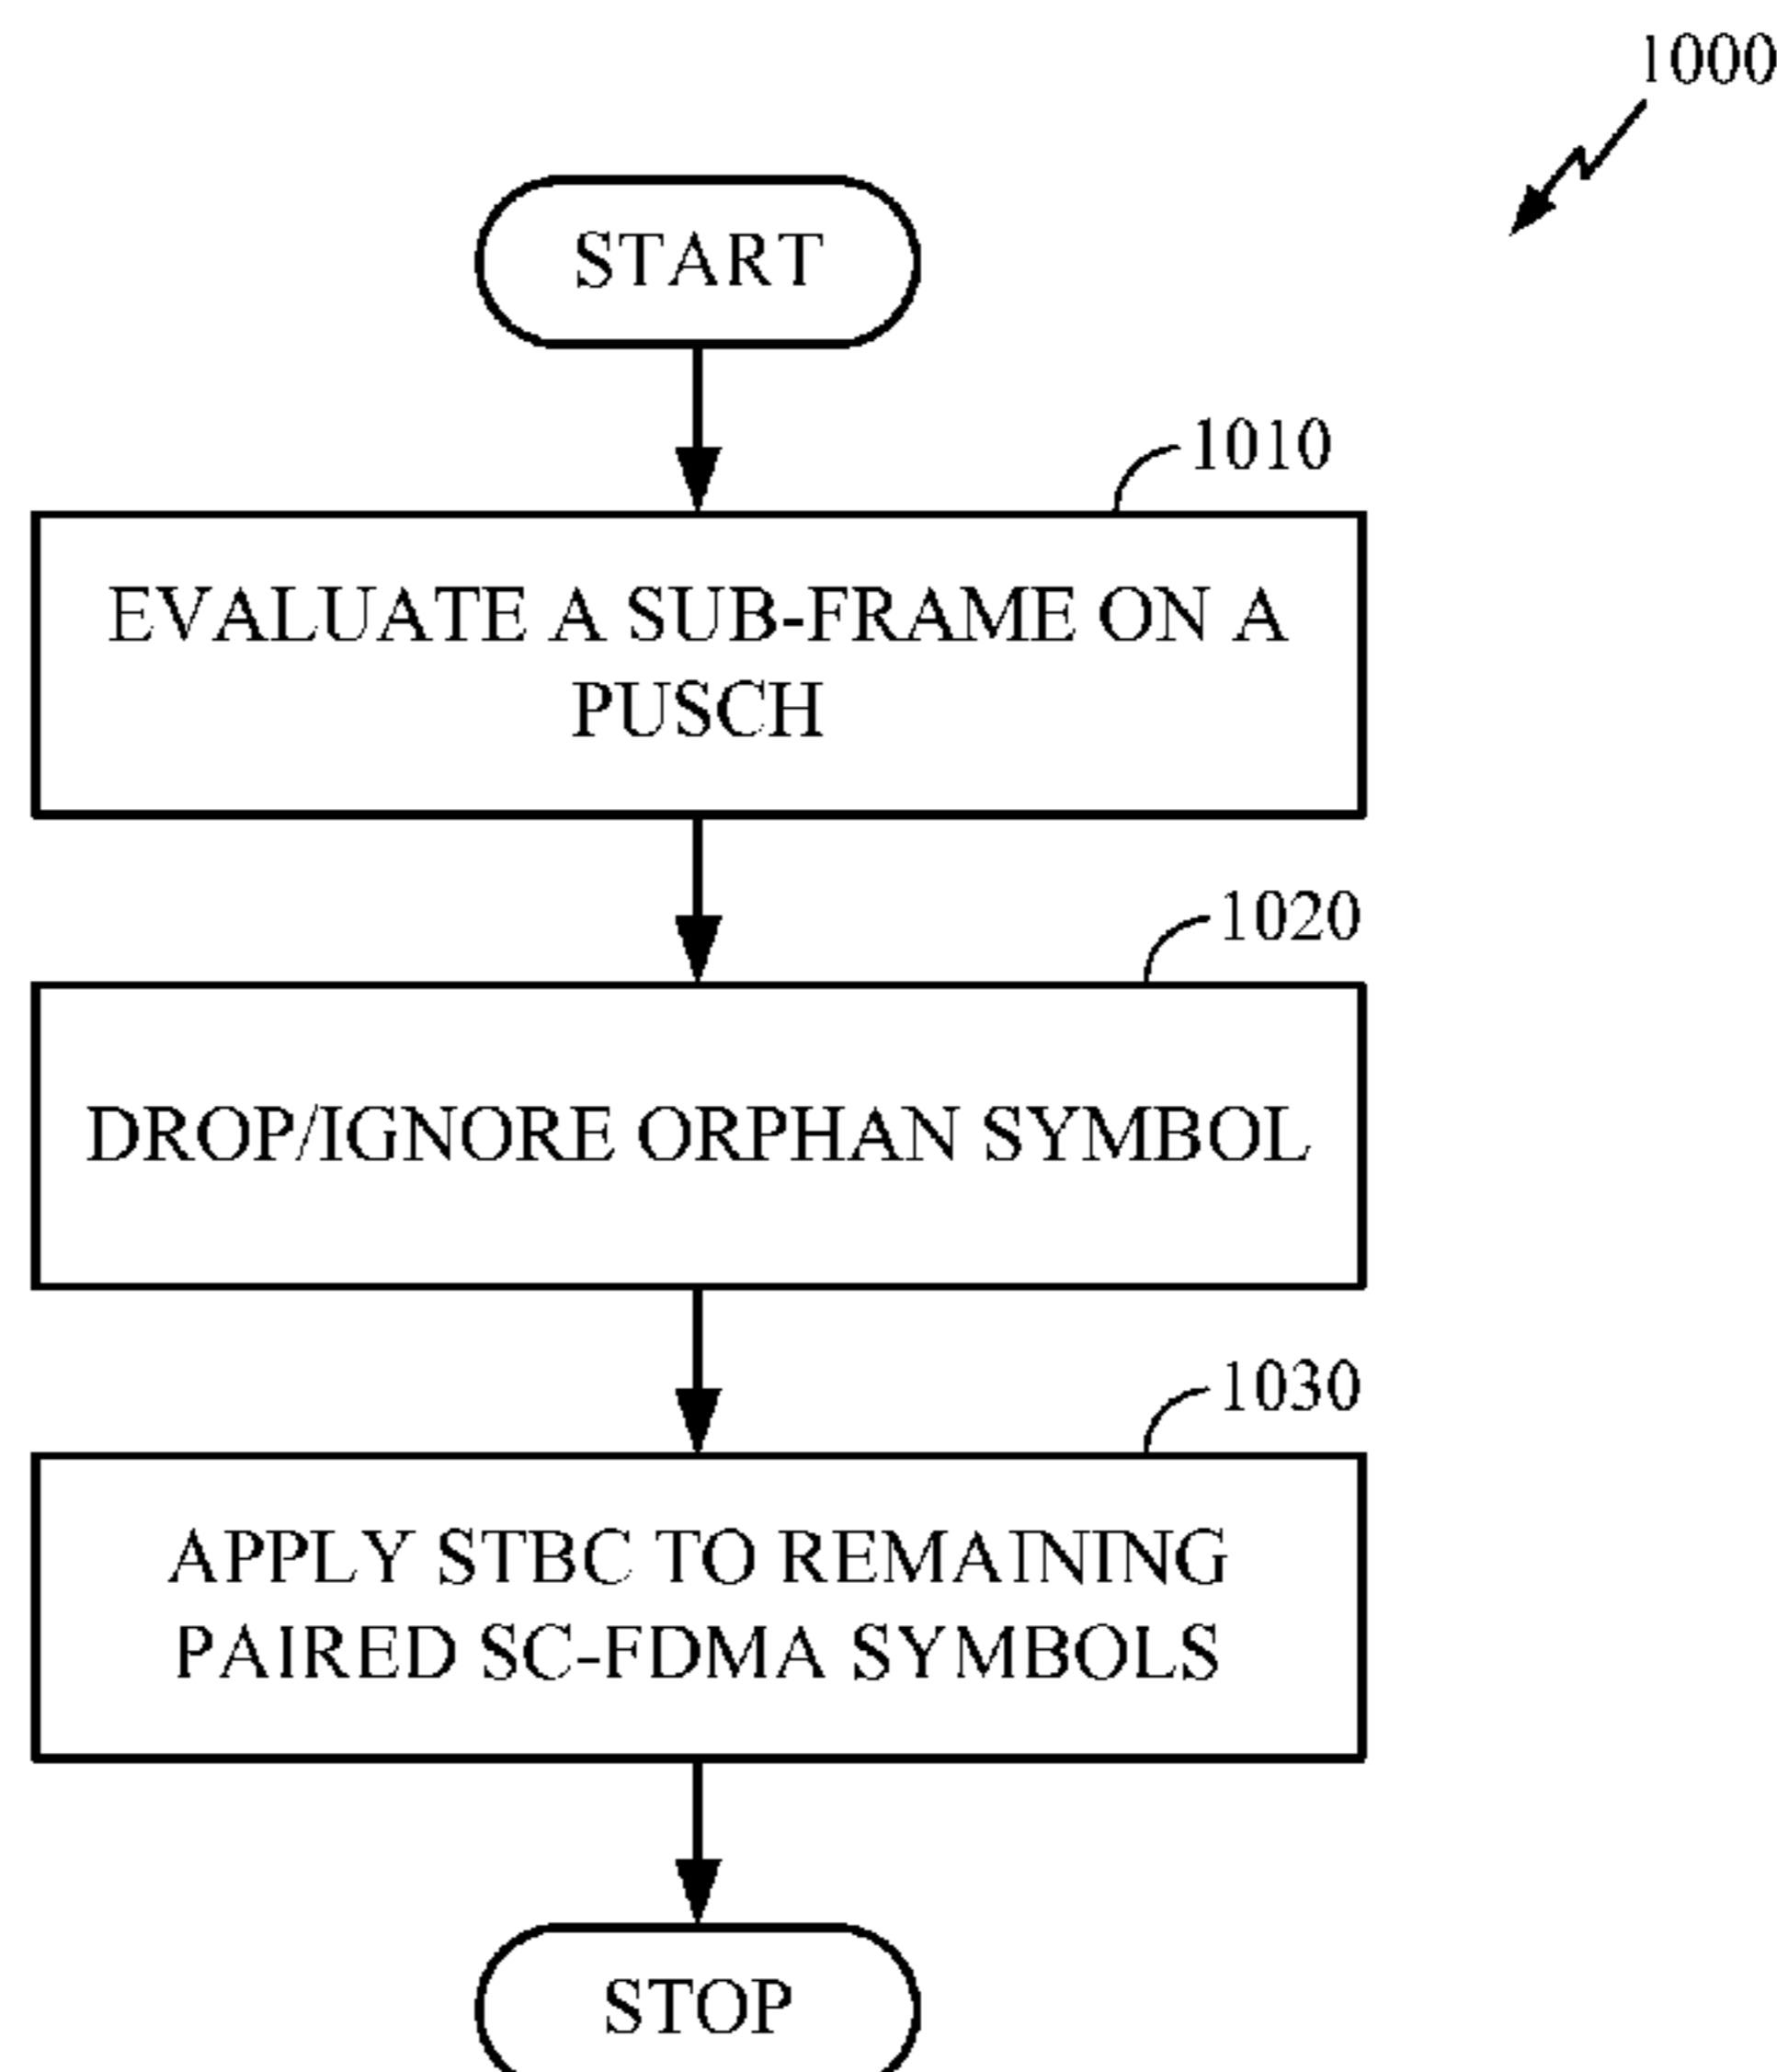 1000
START
1010
EVALUATE A SUB-FRAME ON A
PUSCH
1020
DROP/IGNORE ORPHAN SYMBOL
1030
APPLY STBC TO REMAINING
PAIRED SC-FDMA SYMBOLS
STOP